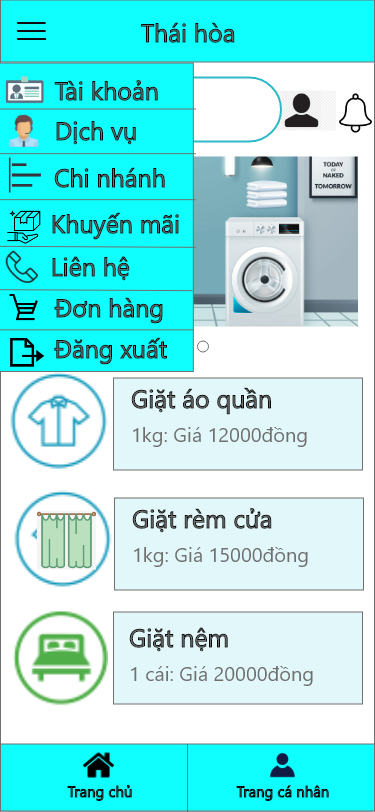 Thái hòa
Tài khoản
Dịch vụ
Chi nhánh
Khuyến mãi
Liên hệ
Đơn hàng
Đăng xuất
TODAY
or
NAKED
TOMORROW
Giặt áo quần
1kg: Giá 12000đồng
Giặt rèm cửa
1kg: Giá 15000đồng
Giặt nệm
1 cái: Giá 20000đồng
Trang chủ
Trang cá nhân